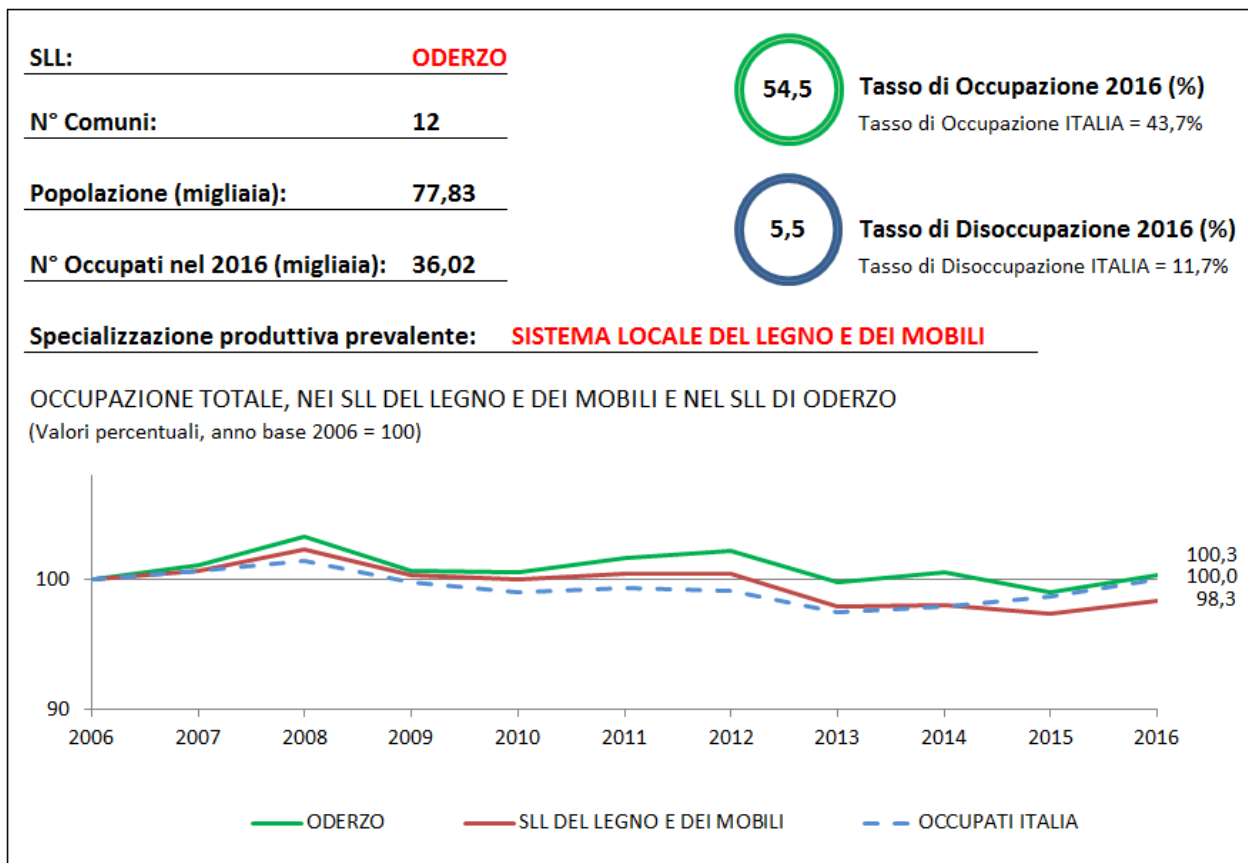 SLL: ODERZO
54,5
Tasso di Occupazione 2016 (%)
Tasso di Occupazione ITALIA = 43,7%
N° Comuni: 12
Popolazione (migliaia): 77,83
5,5
Tasso di Disoccupazione 2016 (%)
Tasso di Disoccupazione ITALIA = 11,7%
N° Occupati nel 2016 (migliaia): 36,02
Specializzazione produttiva prevalente: SISTEMA LOCALE DEL LEGNO E DEI MOBILI
OCCUPAZIONE TOTALE, NEI SLL DEL LEGNO E DEI MOBILI E NEL SLL DI ODERZO
(Valori percentuali, anno base 2006 = 100)
100,3
100
100,0
98,3
90
2006 2007 2008 2009 2010 2011 2012 2013 2014 2015 2016
ODERZO SLL DEL LEGNO E DEI MOBILI OCCUPATI ITALIA